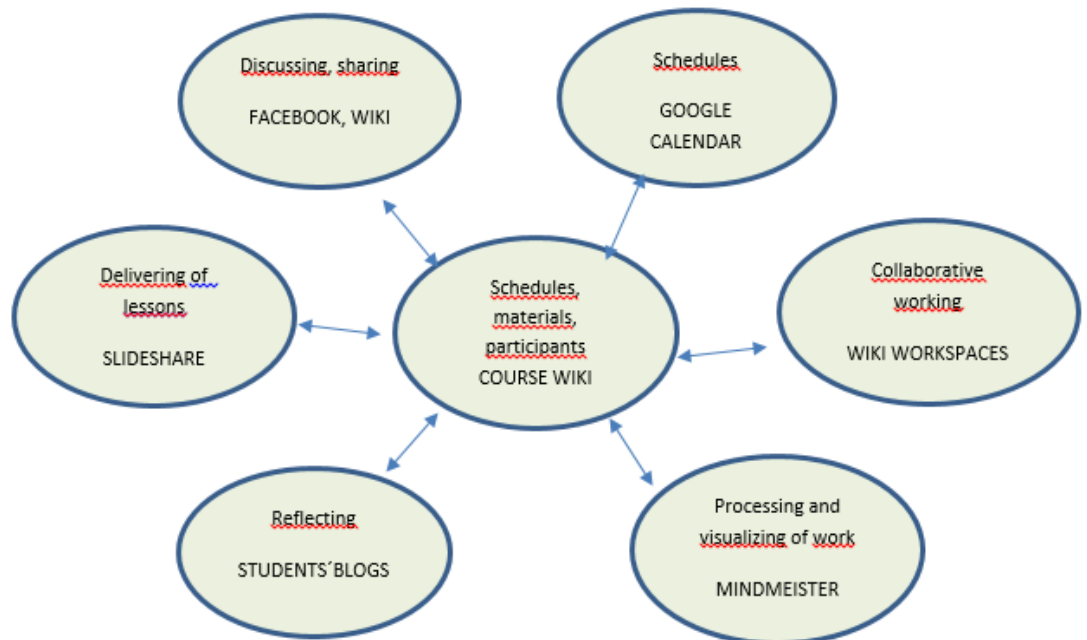 Discussing, sharing
FACEBOOK, WIKI
Schedules
GOOGLE
CALENDAR
Delivering of
lessons
SLIDESHARE
Schedules,
materials,
participants
COURSE WIKI
Collaborative
working
WIKI WORKSPACES
Reflecting
STUDENTS´BLOGS
Processing and
visualizing of work
MINDMEISTER